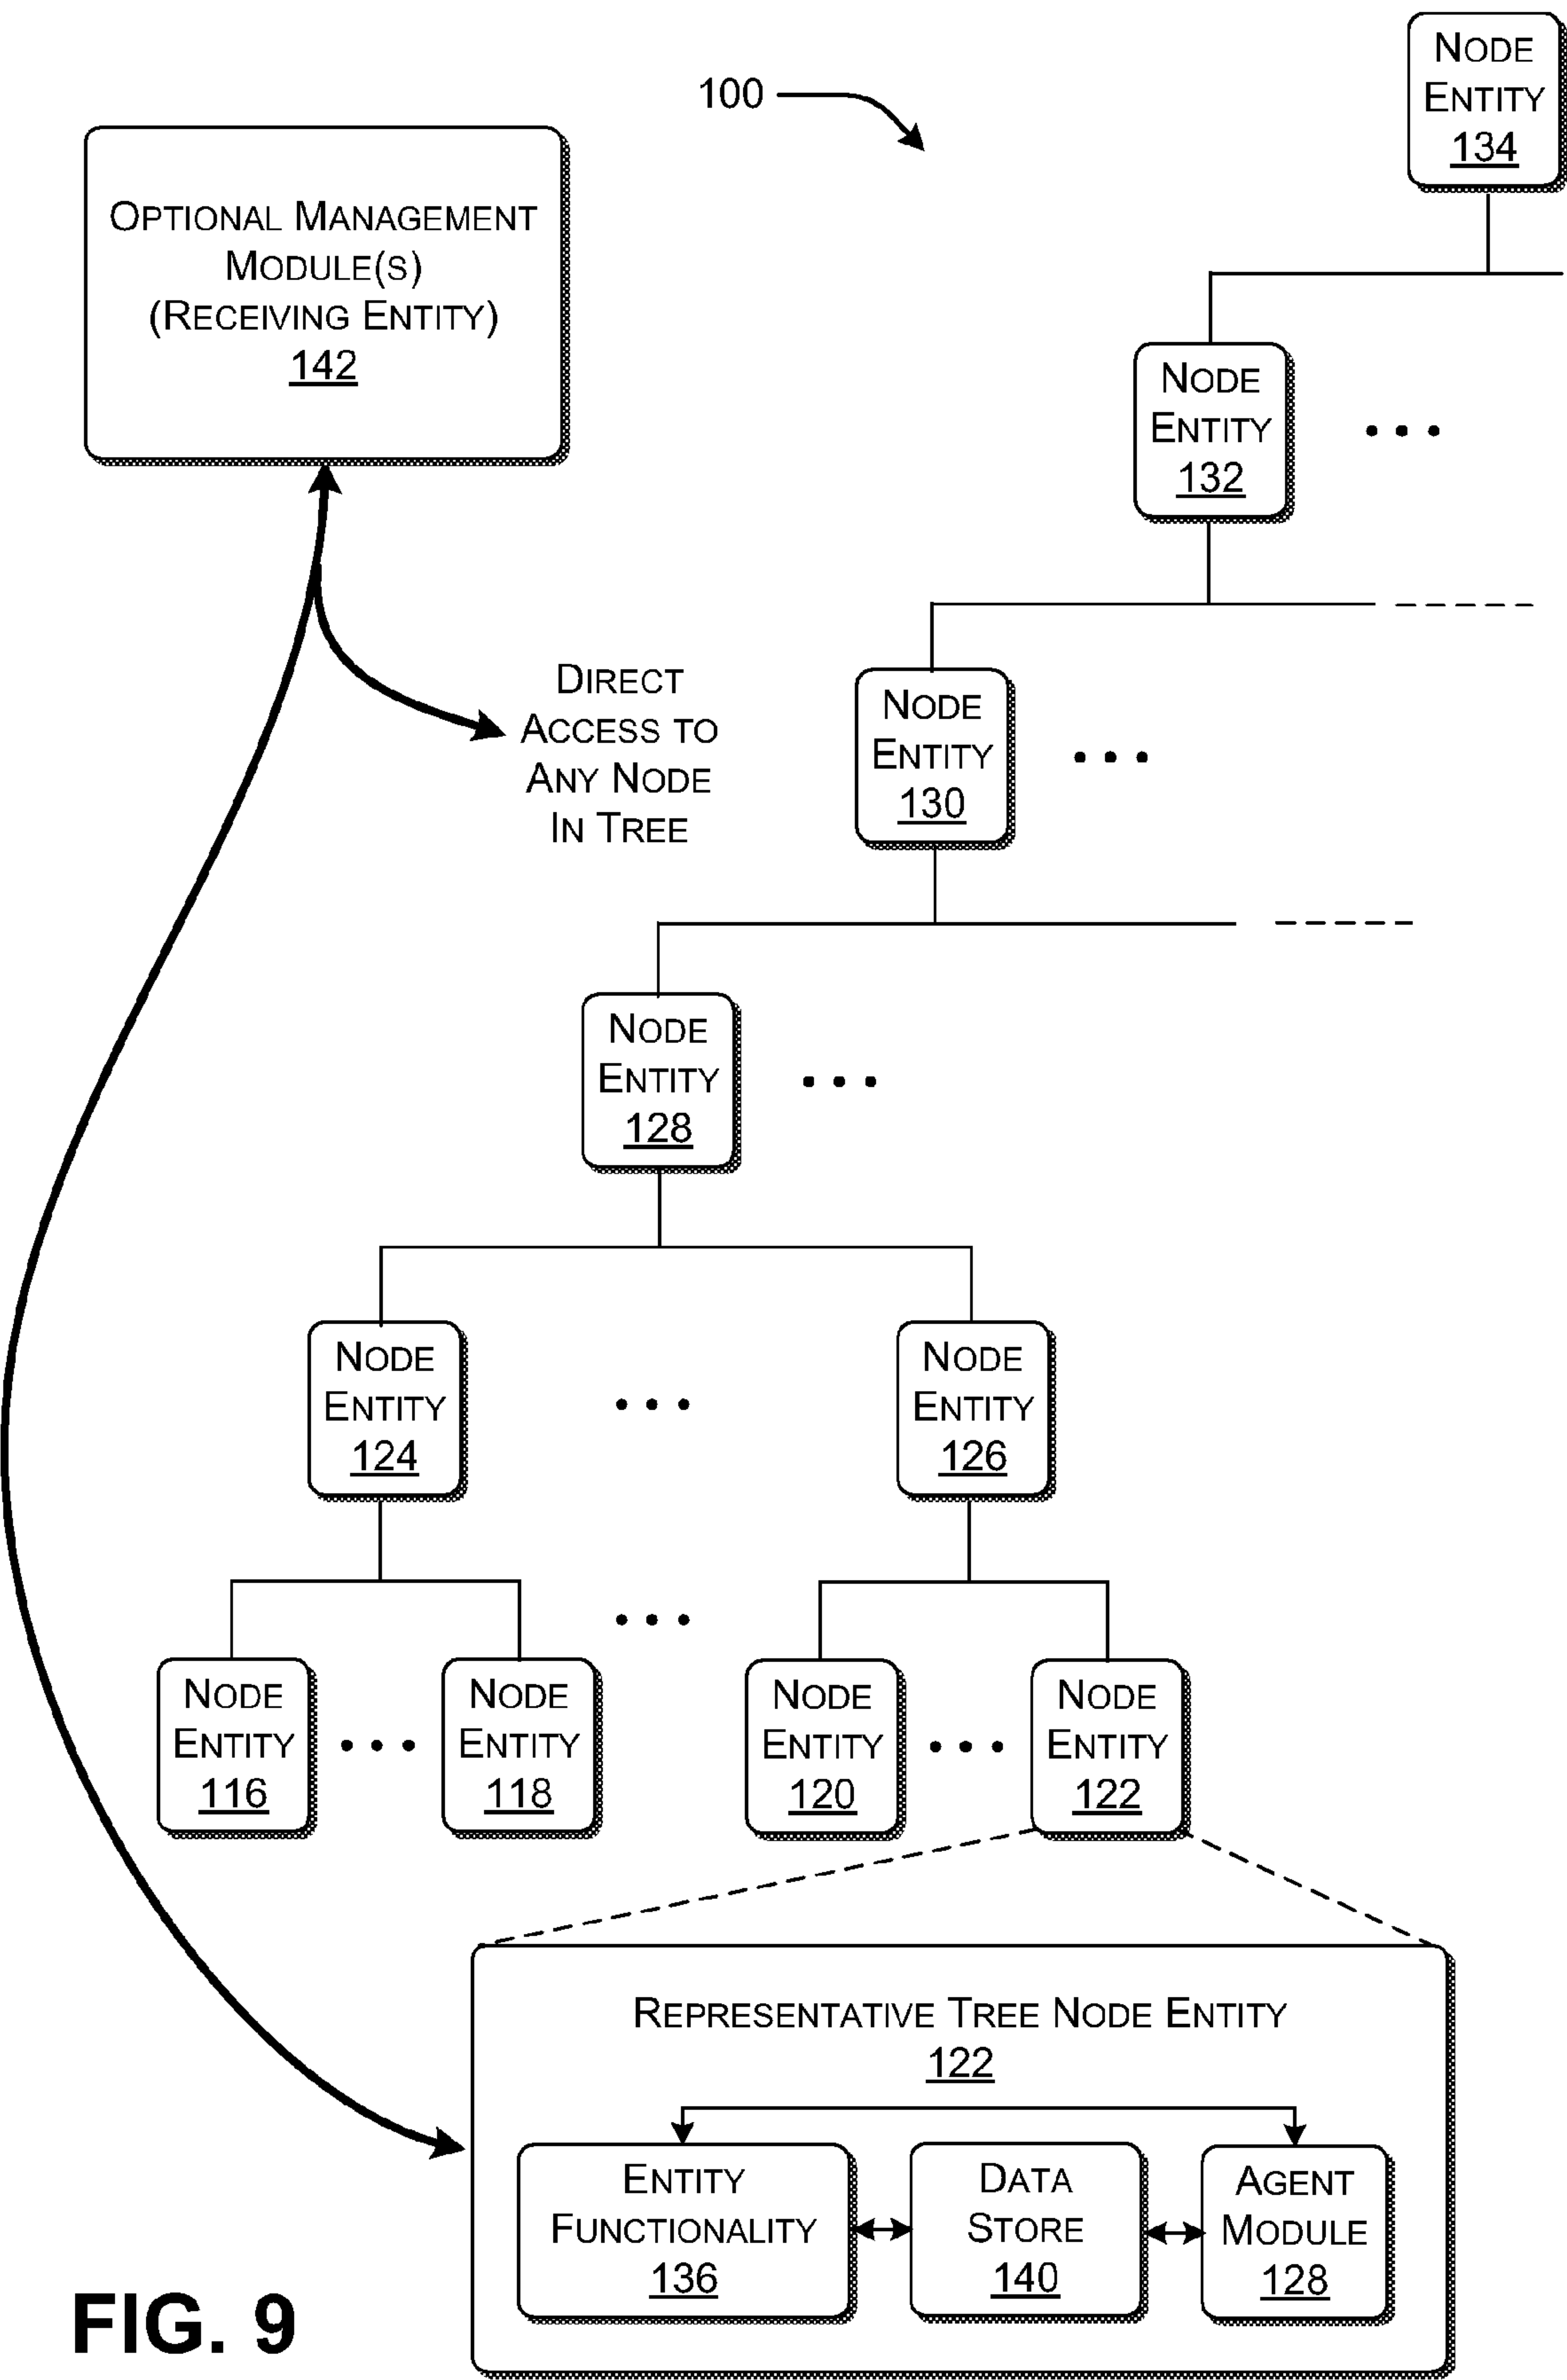 100
NODE
ENTITY
134
OPTIONAL MANAGEMENT
MODULE(S)
(RECEIVING ENTITY)
142
NODE
ENTITY
132
DIRECT
ACCESS TO
ANY NODE
IN TREE
NODE
ENTITY
130
NODE
ENTITY
128
NODE
ENTITY
124
NODE
ENTITY
126
NODE
ENTITY
116
NODE
ENTITY
118
NODE
ENTITY
120
NODE
ENTITY
122
REPRESENTATIVE TREE NODE ENTITY
122
ENTITY
FUNCTIONALITY
136
DATA
STORE
140
AGENT
MODULE
128
FIG. 9